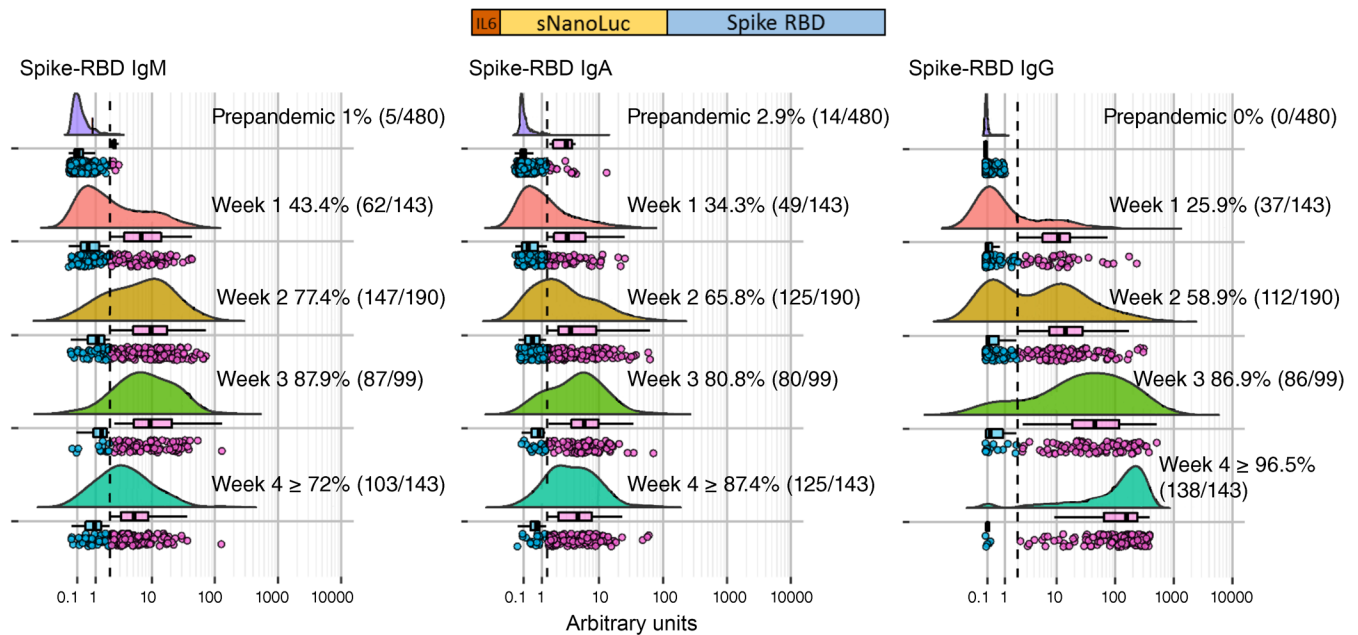 IL6 sNanoLuc Spike RBD
Spike-RBD IgM
Prepandemic 1% (5/480)
Week 1 43.4% (62/143)
Week 2 77.4% (147/190)
Week 3 87.9% (87/99)
Week 4 ≥ 72% (103/143)
0.1 1 10 100 1000 10000
Spike-RBD IgA
Prepandemic 2.9% (14/480)
Week 1 34.3% (49/143)
Week 2 65.8% (125/190)
Week 3 80.8% (80/99)
Week 4 ≥ 87.4% (125/143)
0.1 1 10 100 1000 10000
Arbitrary units
Spike-RBD IgG
Prepandemic 0% (0/480)
Week 1 25.9% (37/143)
Week 2 58.9% (112/190)
Week 3 86.9% (86/99)
Week 4 ≥ 96.5%
(138/143)
0.1 1 10 100 1000 10000